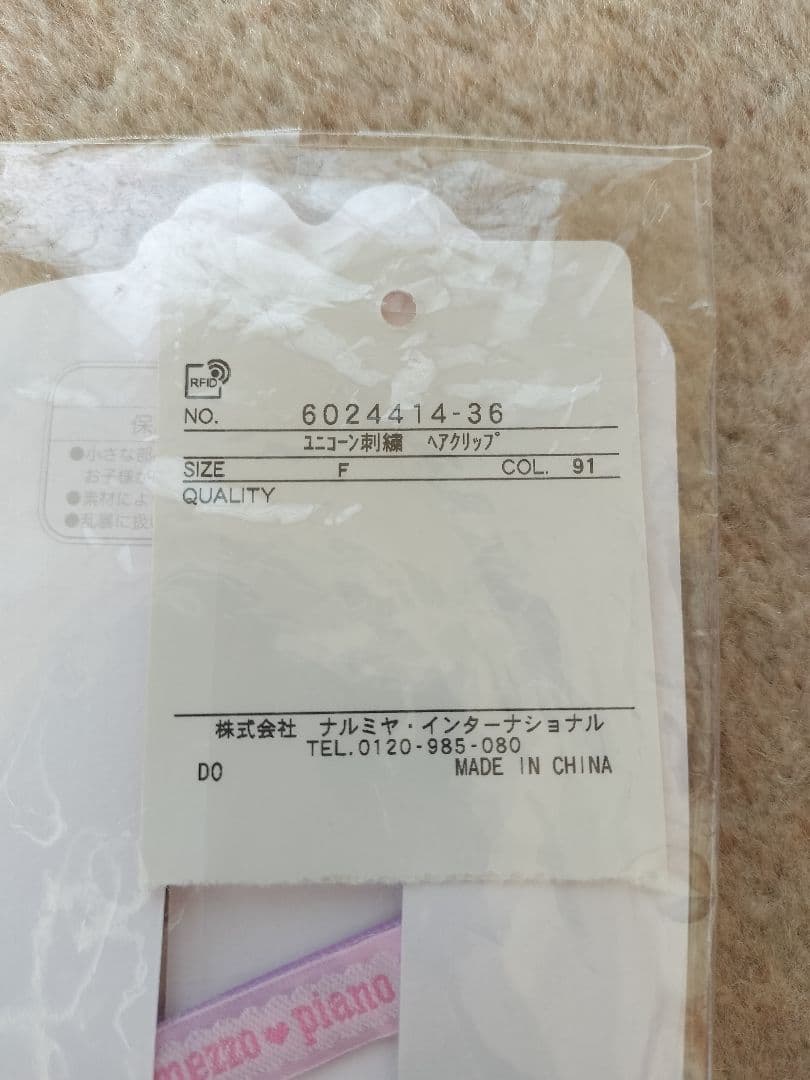 RFID
NO. 6024414-36
ﾕﾆｺｰﾝ刺繍 ﾍｱｸﾘｯﾌﾟ
SIZE F COL. 91
QUALITY
株式会社 ナルミヤ・インターナショナル
TEL.0120-985-080
DO MADE IN CHINA
●小さな部
お子様が
●素材によ
●乱暴に扱い
mezzo♥piano